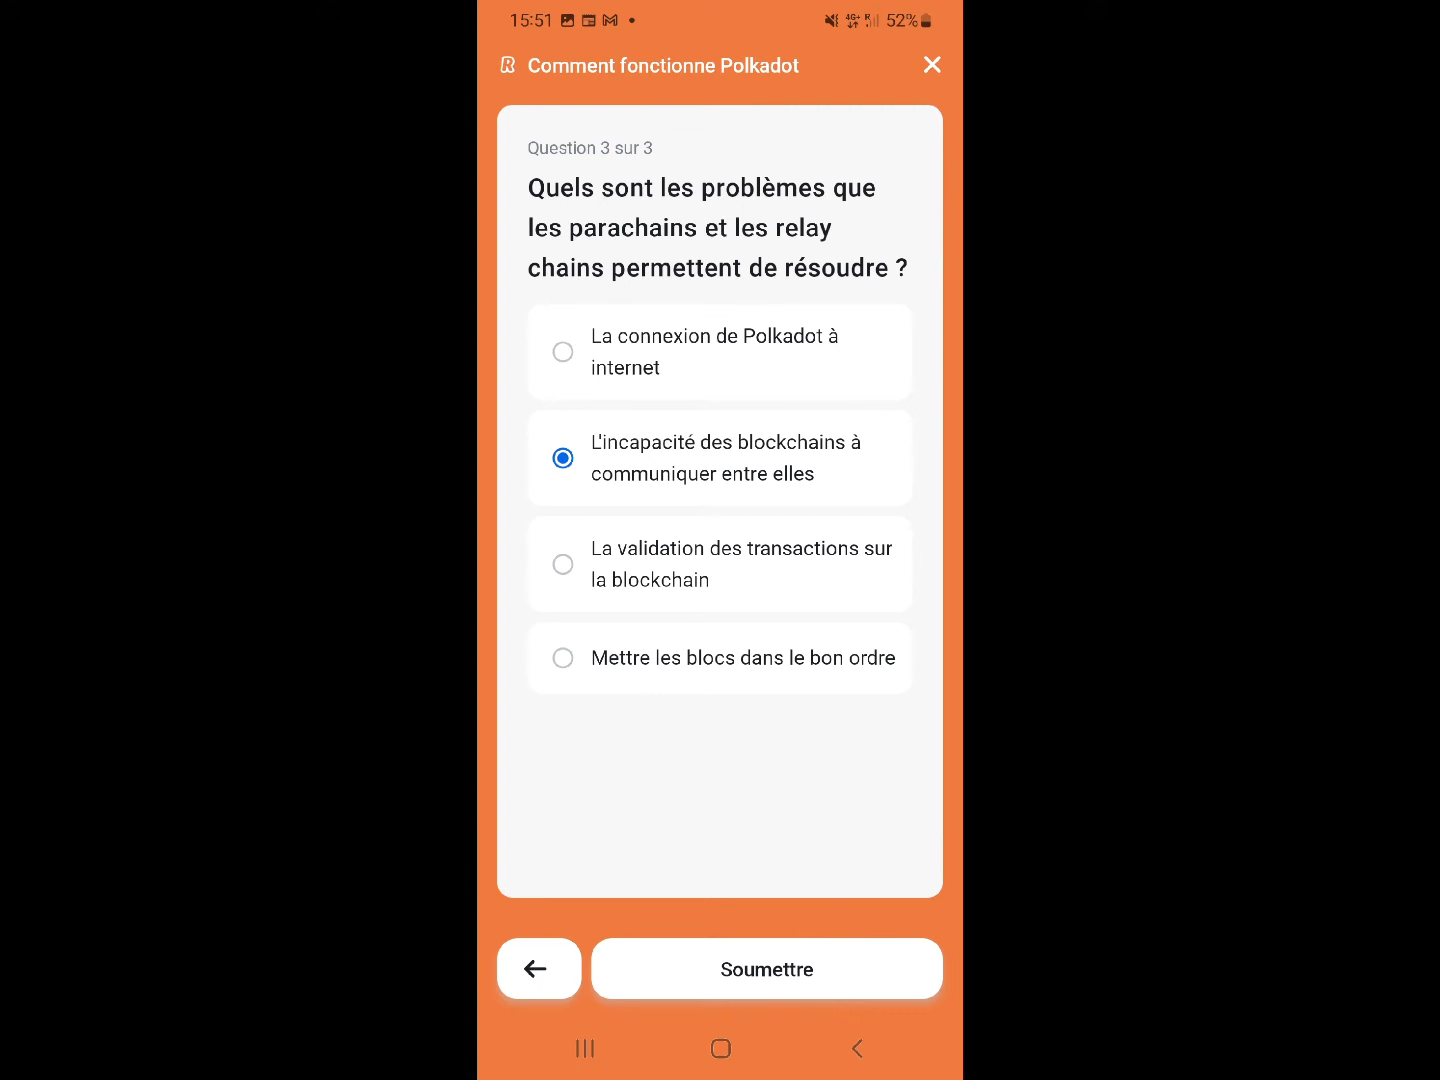 15:51 4G+ R 52%
R Comment fonctionne Polkadot
Question 3 sur 3
Quels sont les problèmes que
les parachains et les relay
chains permettent de résoudre ?
La connexion de Polkadot à
internet
L'incapacité des blockchains à
communiquer entre elles
La validation des transactions sur
la blockchain
Mettre les blocs dans le bon ordre
Soumettre